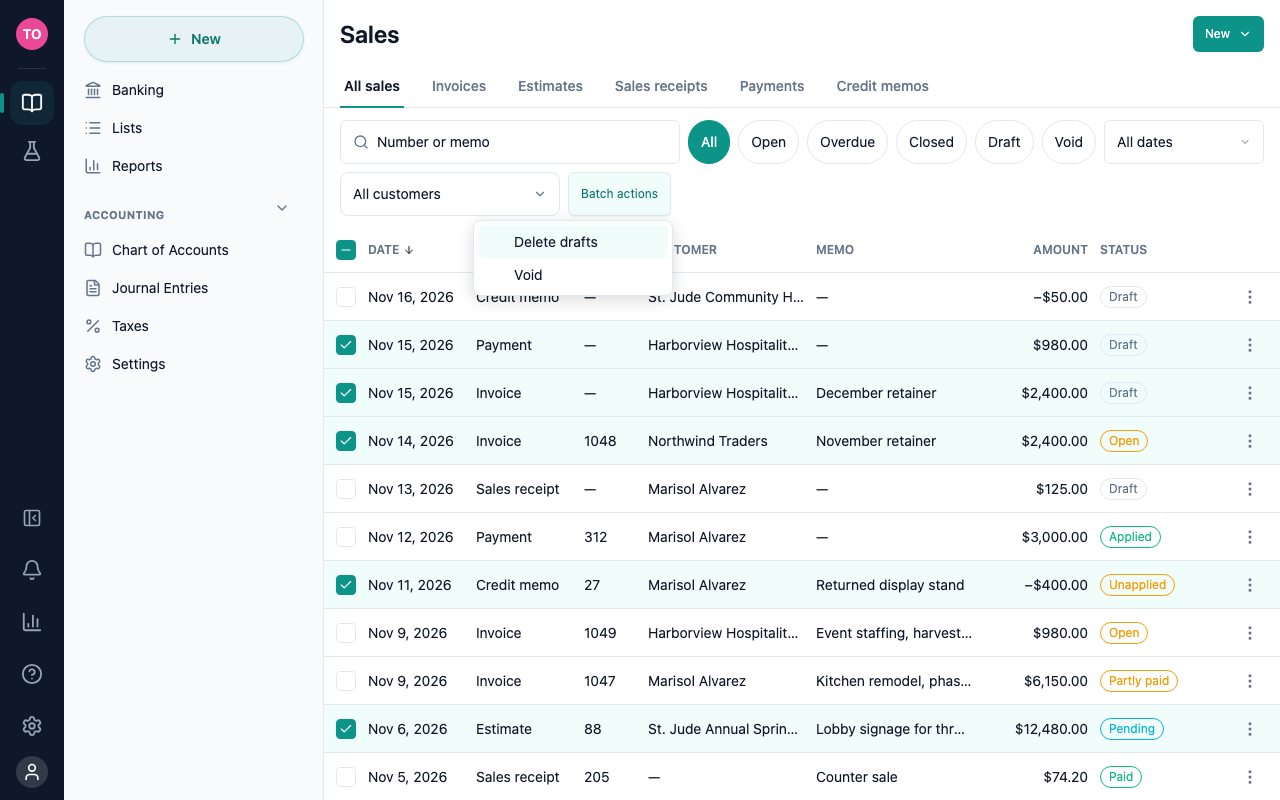 TO
New
Banking
Lists
Reports
ACCOUNTING
Chart of Accounts
Journal Entries
Taxes
Settings
Sales
New
All sales Invoices Estimates Sales receipts Payments Credit memos
Number or memo All Open Overdue Closed Draft Void All dates
All customers Batch actions
Delete drafts
Void
DATE TOMER MEMO AMOUNT STATUS
Nov 16, 2026 Credit memo — St. Jude Community H... — −$50.00 Draft
Nov 15, 2026 Payment — Harborview Hospitalit... — $980.00 Draft
Nov 15, 2026 Invoice — Harborview Hospitalit... December retainer $2,400.00 Draft
Nov 14, 2026 Invoice 1048 Northwind Traders November retainer $2,400.00 Open
Nov 13, 2026 Sales receipt — Marisol Alvarez — $125.00 Draft
Nov 12, 2026 Payment 312 Marisol Alvarez — $3,000.00 Applied
Nov 11, 2026 Credit memo 27 Marisol Alvarez Returned display stand −$400.00 Unapplied
Nov 9, 2026 Invoice 1049 Harborview Hospitalit... Event staffing, harvest... $980.00 Open
Nov 9, 2026 Invoice 1047 Marisol Alvarez Kitchen remodel, phas... $6,150.00 Partly paid
Nov 6, 2026 Estimate 88 St. Jude Annual Sprin... Lobby signage for thr... $12,480.00 Pending
Nov 5, 2026 Sales receipt 205 — Counter sale $74.20 Paid